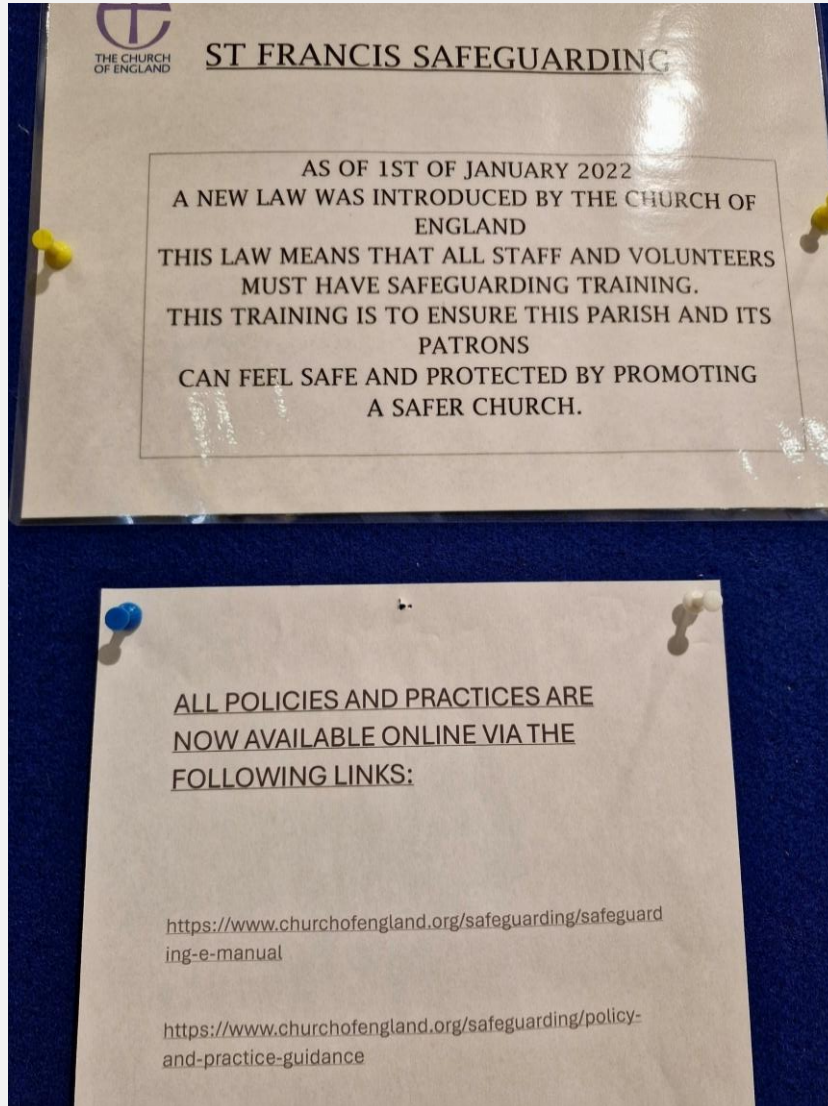 THE CHURCH
OF ENGLAND
ST FRANCIS SAFEGUARDING
AS OF 1ST OF JANUARY 2022
A NEW LAW WAS INTRODUCED BY THE CHURCH OF
ENGLAND
THIS LAW MEANS THAT ALL STAFF AND VOLUNTEERS
MUST HAVE SAFEGUARDING TRAINING.
THIS TRAINING IS TO ENSURE THIS PARISH AND ITS
PATRONS
CAN FEEL SAFE AND PROTECTED BY PROMOTING
A SAFER CHURCH.
ALL POLICIES AND PRACTICES ARE
NOW AVAILABLE ONLINE VIA THE
FOLLOWING LINKS:
https://www.churchofengland.org/safeguarding/safeguard
ing-e-manual
https://www.churchofengland.org/safeguarding/policy-
and-practice-guidance